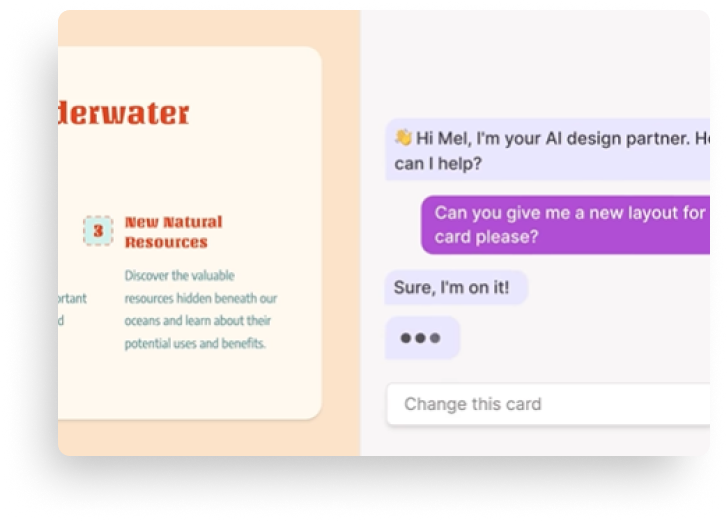 derwater
3
New Natural
Resources
Discover the valuable
resources hidden beneath our
oceans and learn about their
potential uses and benefits.
ortant
d
👋 Hi Mel, I'm your AI design partner. Ho
can I help?
Can you give me a new layout for
card please?
Sure, I'm on it!
Change this card